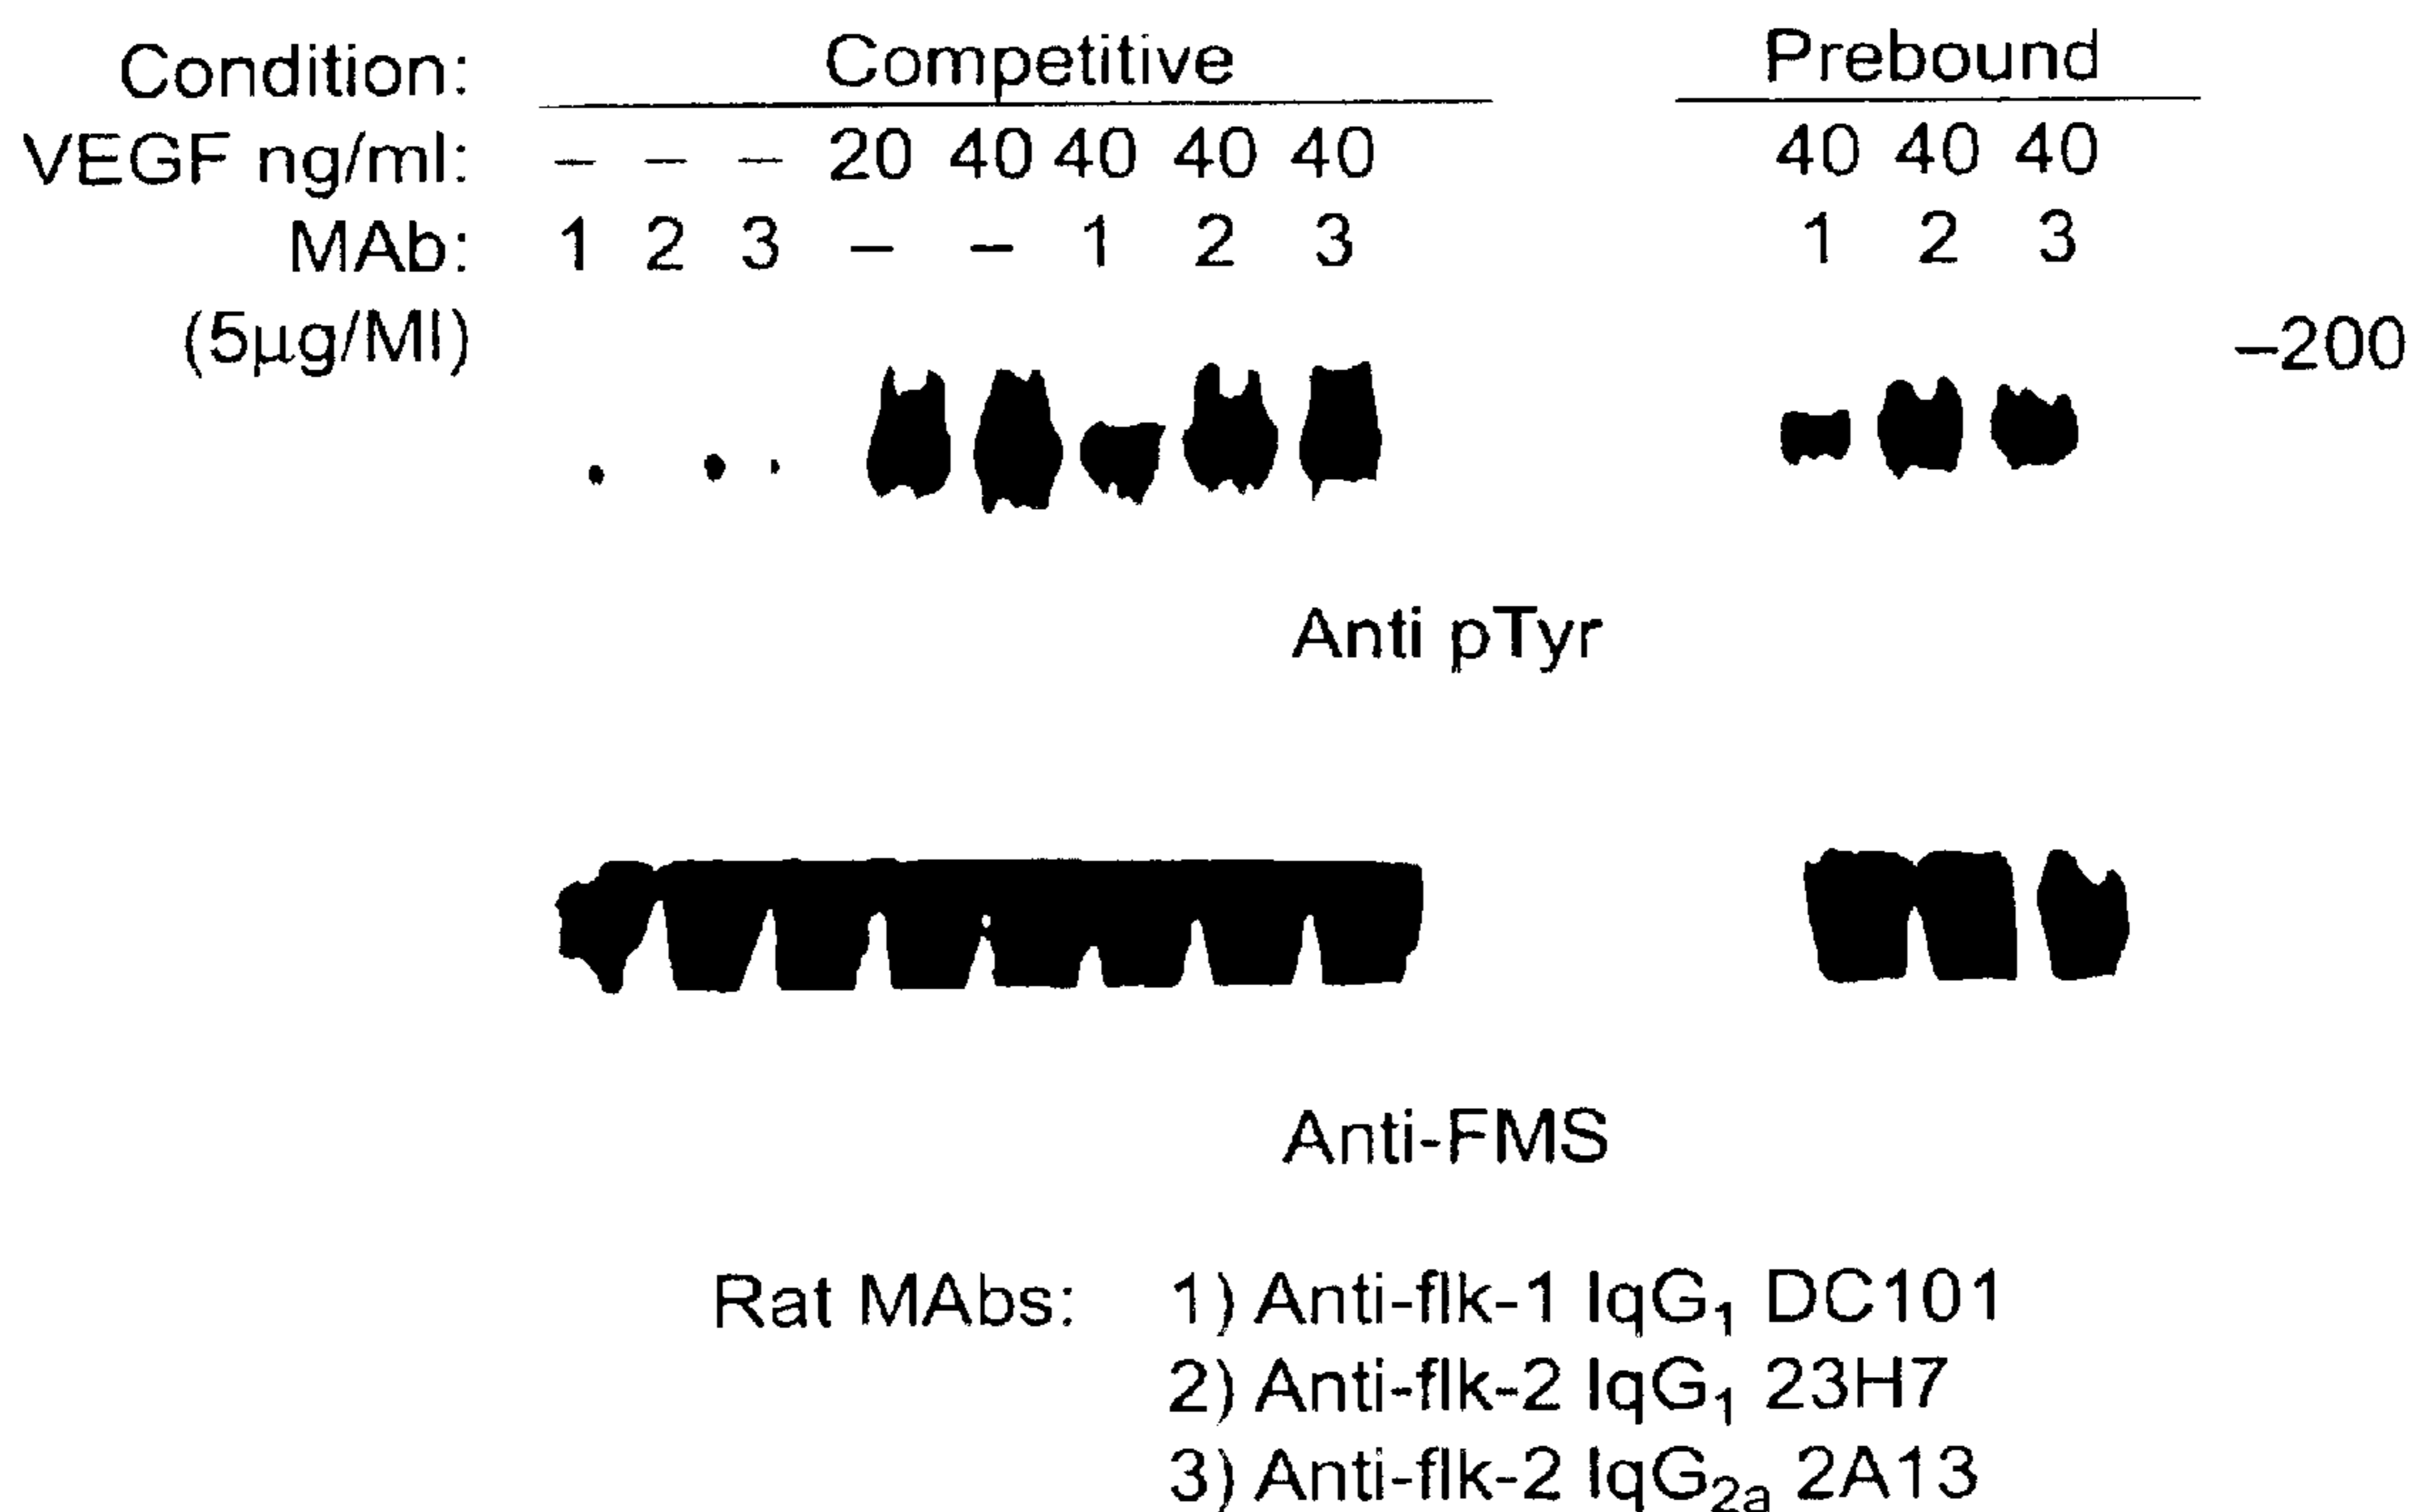 Condition: Competitive Prebound
VEGF ng/ml: – – – 20 40 40 40 40 40 40 40
MAb: 1 2 3 – – 1 2 3 1 2 3
(5µg/Ml) –200
Anti pTyr
Anti-FMS
Rat MAbs: 1) Anti-flk-1 IqG₁ DC101
2) Anti-flk-2 IqG₁ 23H7
3) Anti-flk-2 IqG₂ₐ 2A13